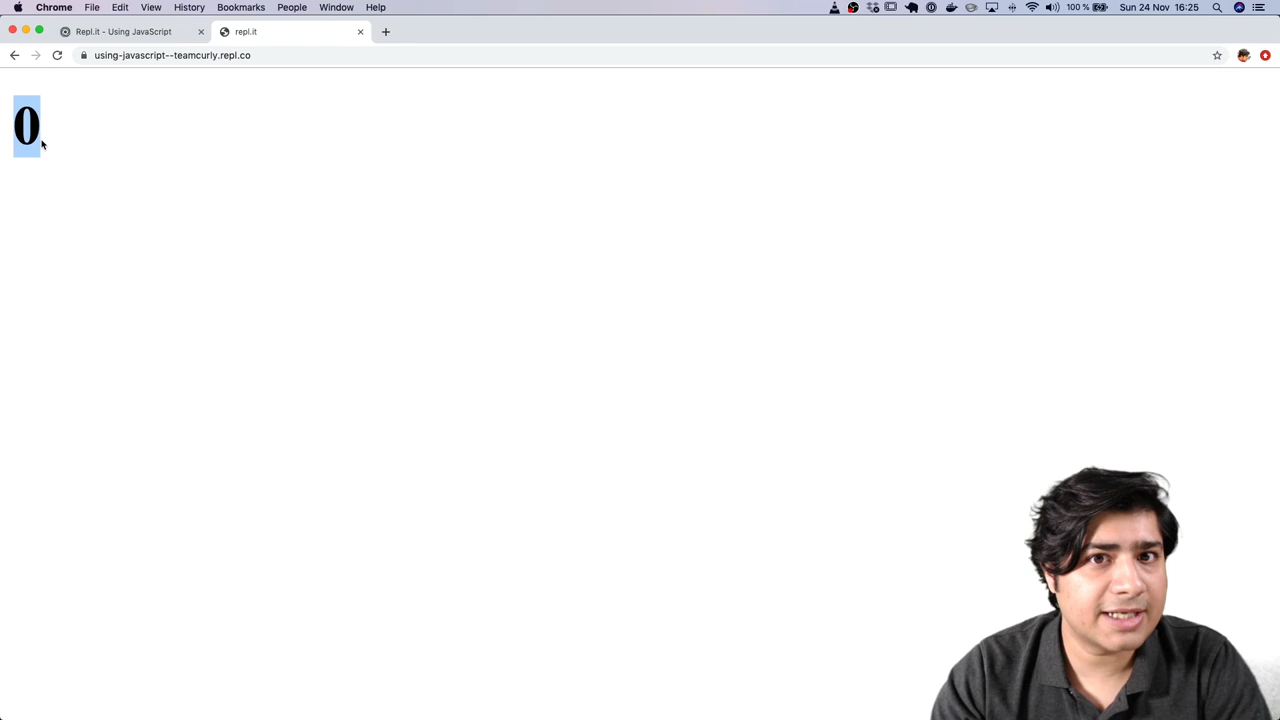 Chrome File Edit View History Bookmarks People Window Help 100 % Sun 24 Nov 16:25
Repl.it - Using JavaScript repl.it
using-javascript--teamcurly.repl.co
0